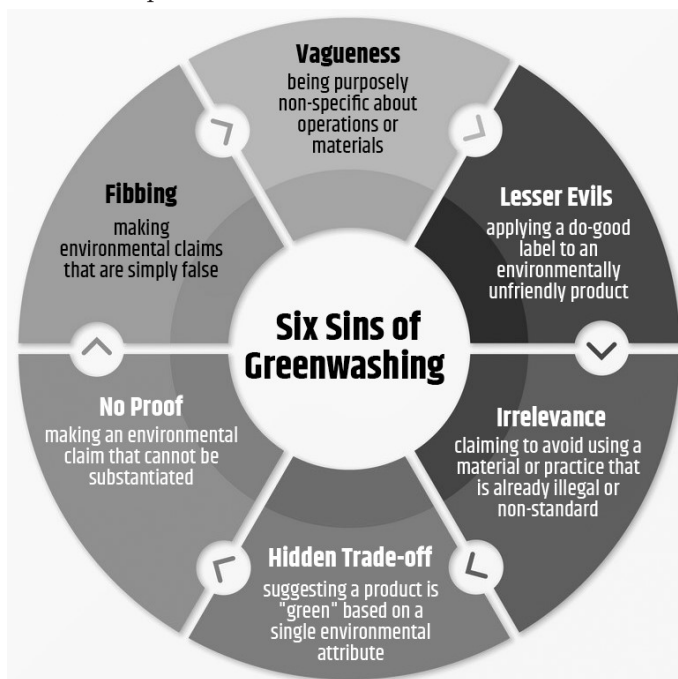 Vagueness
being purposely
non-specific about
operations or
materials
Lesser Evils
applying a do-good
label to an
environmentally
unfriendly product
Irrelevance
claiming to avoid using a
material or practice that
is already illegal or
non-standard
Hidden Trade-off
suggesting a product is
"green" based on a
single environmental
attribute
No Proof
making an environmental
claim that cannot be
substantiated
Fibbing
making
environmental claims
that are simply false
Six Sins of
Greenwashing